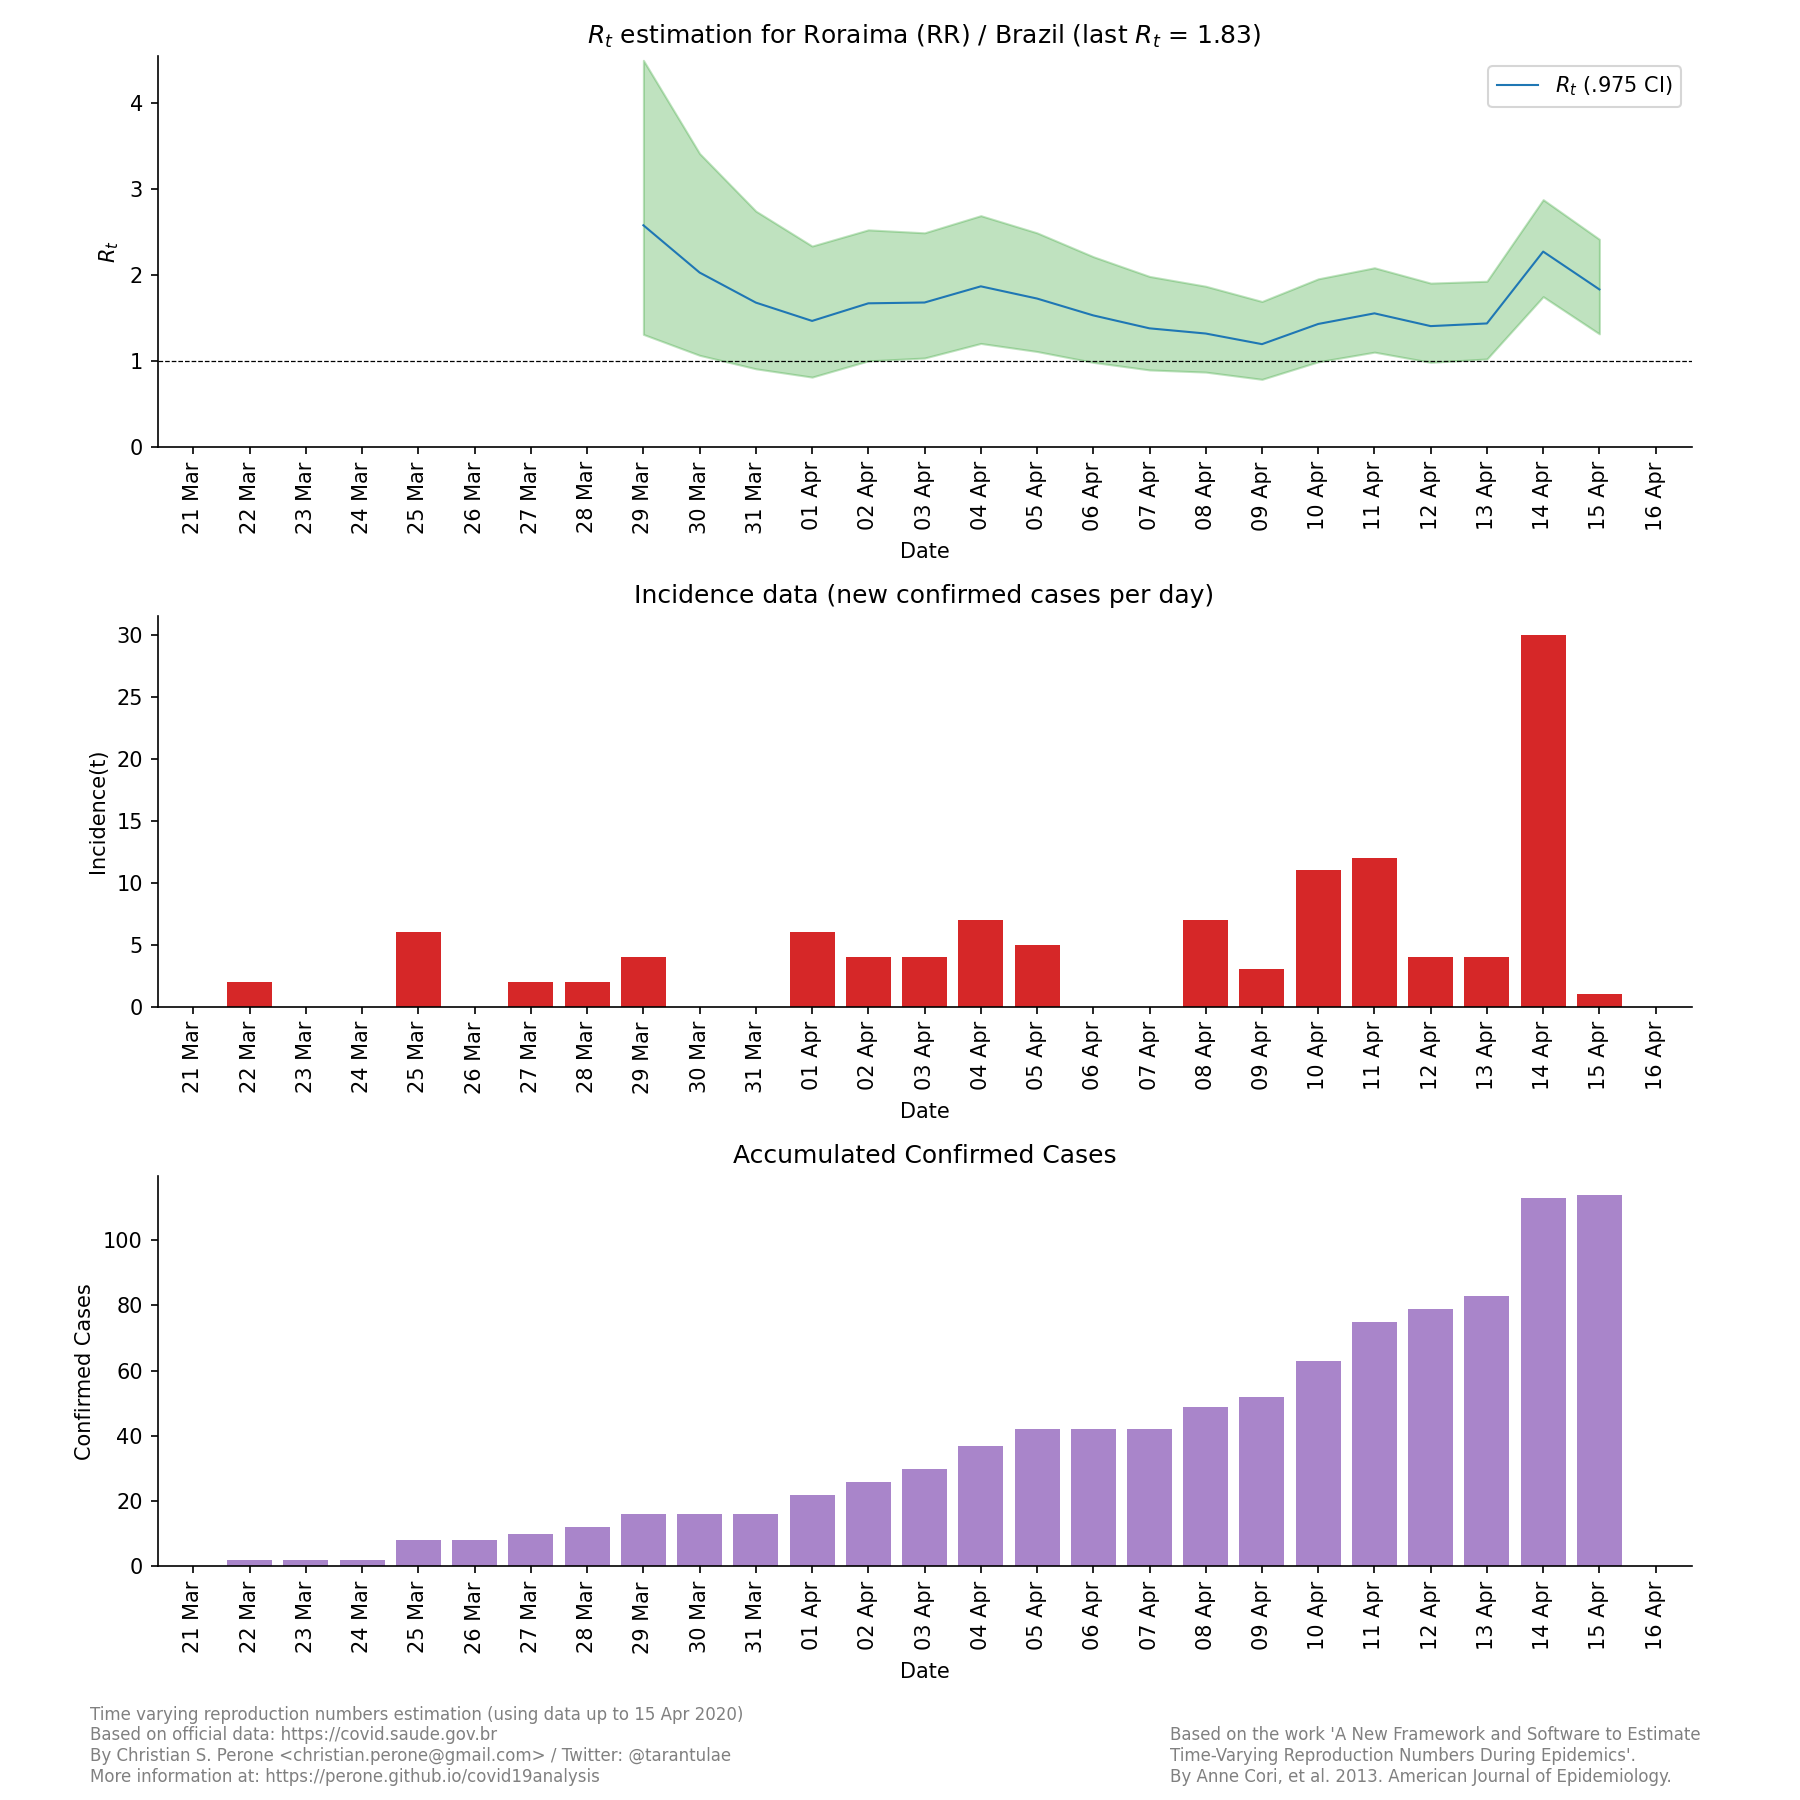 Rt estimation for Roraima (RR) / Brazil (last Rt = 1.83)
Rt (.975 CI)
4
3
2
1
0
Rt
21 Mar
22 Mar
23 Mar
24 Mar
25 Mar
26 Mar
27 Mar
28 Mar
29 Mar
30 Mar
31 Mar
01 Apr
02 Apr
03 Apr
04 Apr
05 Apr
06 Apr
07 Apr
08 Apr
09 Apr
10 Apr
11 Apr
12 Apr
13 Apr
14 Apr
15 Apr
16 Apr
Date
Incidence data (new confirmed cases per day)
30
25
20
15
10
5
0
Incidence(t)
21 Mar
22 Mar
23 Mar
24 Mar
25 Mar
26 Mar
27 Mar
28 Mar
29 Mar
30 Mar
31 Mar
01 Apr
02 Apr
03 Apr
04 Apr
05 Apr
06 Apr
07 Apr
08 Apr
09 Apr
10 Apr
11 Apr
12 Apr
13 Apr
14 Apr
15 Apr
16 Apr
Date
Accumulated Confirmed Cases
100
80
60
40
20
0
Confirmed Cases
21 Mar
22 Mar
23 Mar
24 Mar
25 Mar
26 Mar
27 Mar
28 Mar
29 Mar
30 Mar
31 Mar
01 Apr
02 Apr
03 Apr
04 Apr
05 Apr
06 Apr
07 Apr
08 Apr
09 Apr
10 Apr
11 Apr
12 Apr
13 Apr
14 Apr
15 Apr
16 Apr
Date
Time varying reproduction numbers estimation (using data up to 15 Apr 2020)
Based on official data: https://covid.saude.gov.br
By Christian S. Perone <christian.perone@gmail.com> / Twitter: @tarantulae
More information at: https://perone.github.io/covid19analysis
Based on the work 'A New Framework and Software to Estimate
Time-Varying Reproduction Numbers During Epidemics'.
By Anne Cori, et al. 2013. American Journal of Epidemiology.